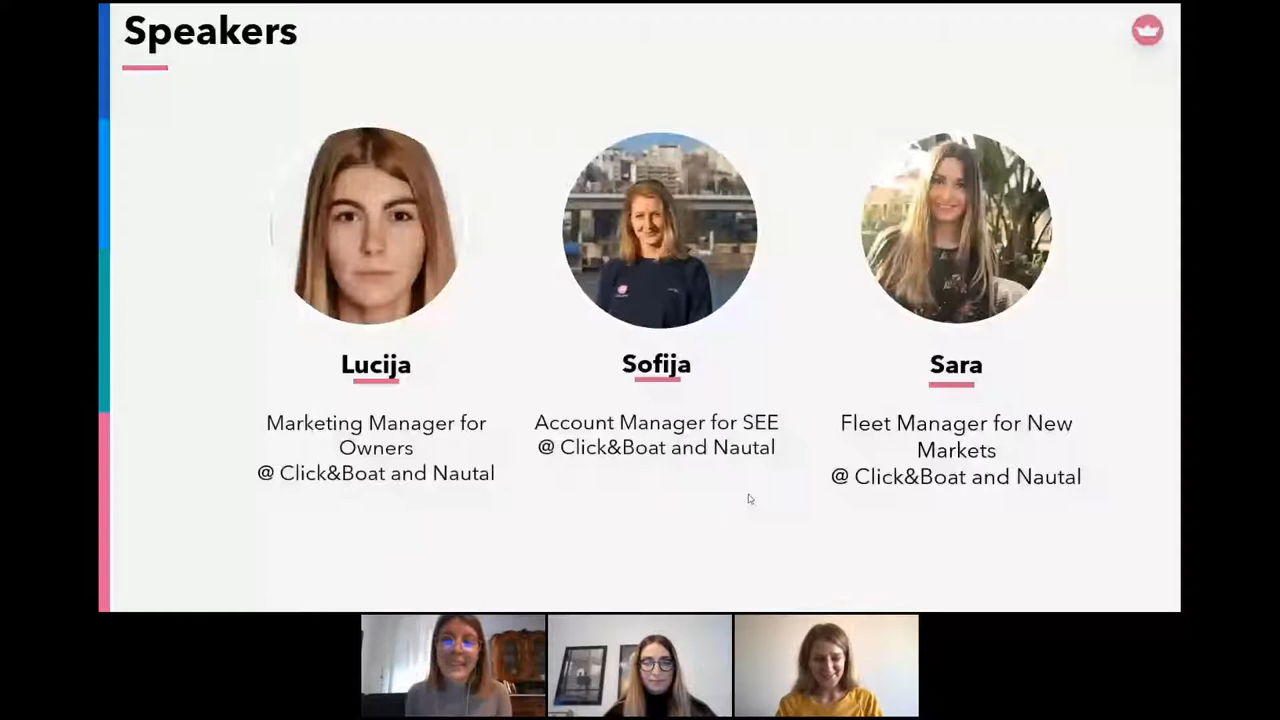 Speakers
Lucija
Marketing Manager for
Owners
@ Click&Boat and Nautal
Sofija
Account Manager for SEE
@ Click&Boat and Nautal
Sara
Fleet Manager for New
Markets
@ Click&Boat and Nautal